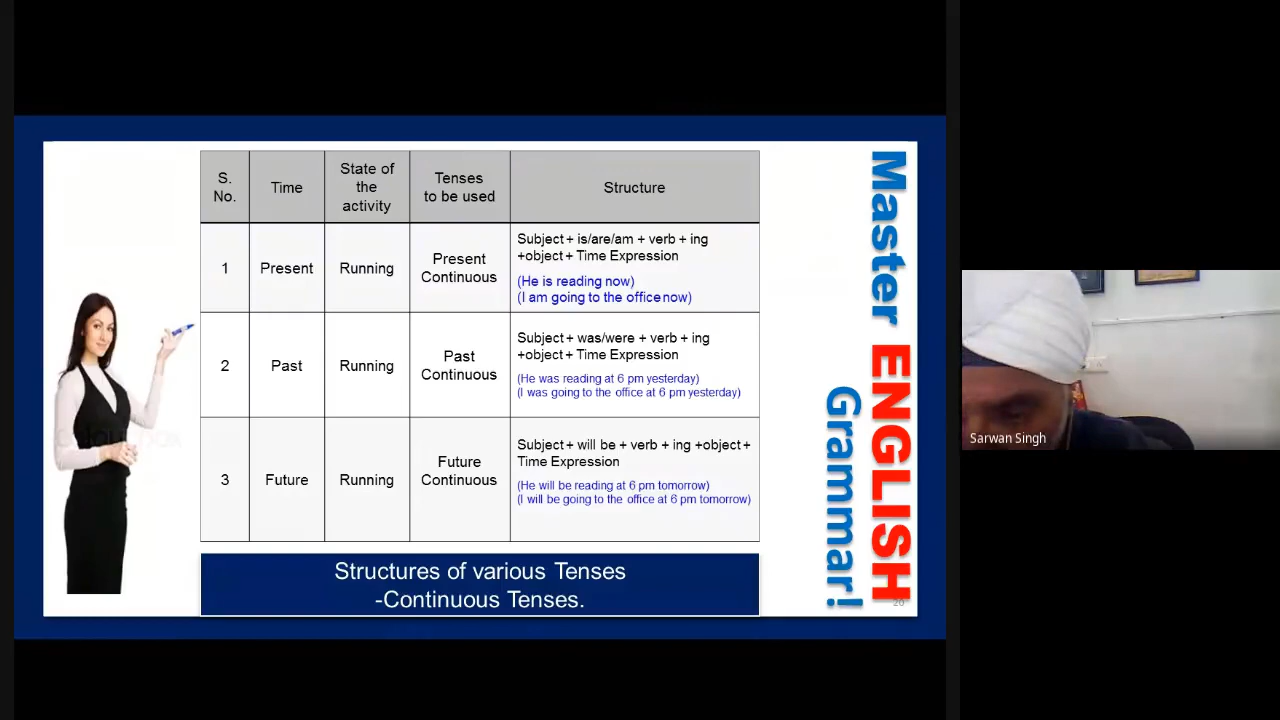 S.
No.
Time
State of
the
activity
Tenses
to be used
Structure
1
Present
Running
Present
Continuous
Subject + is/are/am + verb + ing
+object + Time Expression
(He is reading now)
(I am going to the office now)
2
Past
Running
Past
Continuous
Subject + was/were + verb + ing
+object + Time Expression
(He was reading at 6 pm yesterday)
(I was going to the office at 6 pm yesterday)
3
Future
Running
Future
Continuous
Subject + will be + verb + ing +object +
Time Expression
(He will be reading at 6 pm tomorrow)
(I will be going to the office at 6 pm tomorrow)
Structures of various Tenses
-Continuous Tenses.
Master ENGLISH
Grammar!
20
Sarwan Singh